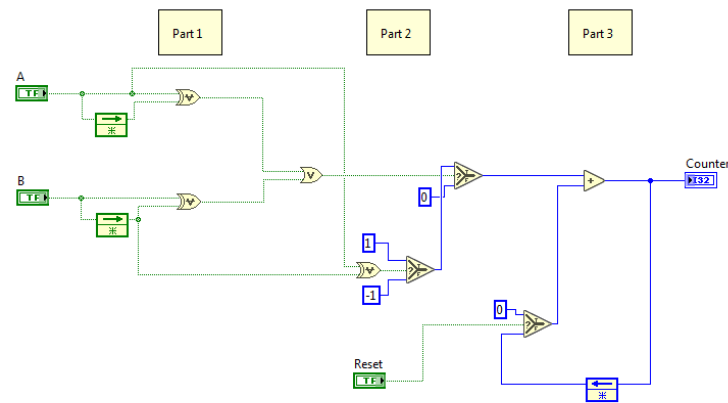 Part 1
Part 2
Part 3
A
TF
B
TF
Counter
I32
0
1
-1
0
Reset
TF